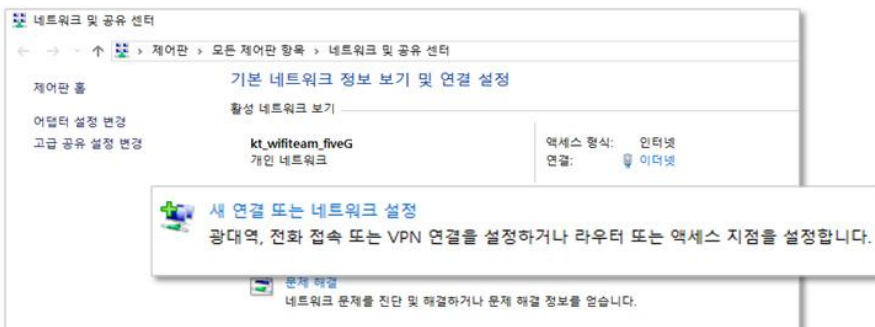 네트워크 및 공유 센터
제어판 › 모든 제어판 항목 › 네트워크 및 공유 센터
제어판 홈
어댑터 설정 변경
고급 공유 설정 변경
기본 네트워크 정보 보기 및 연결 설정
활성 네트워크 보기
kt_wifiteam_fiveG
개인 네트워크
액세스 형식: 인터넷
연결: 이더넷
새 연결 또는 네트워크 설정
광대역, 전화 접속 또는 VPN 연결을 설정하거나 라우터 또는 액세스 지점을 설정합니다.
문제 해결
네트워크 문제를 진단 및 해결하거나 문제 해결 정보를 얻습니다.